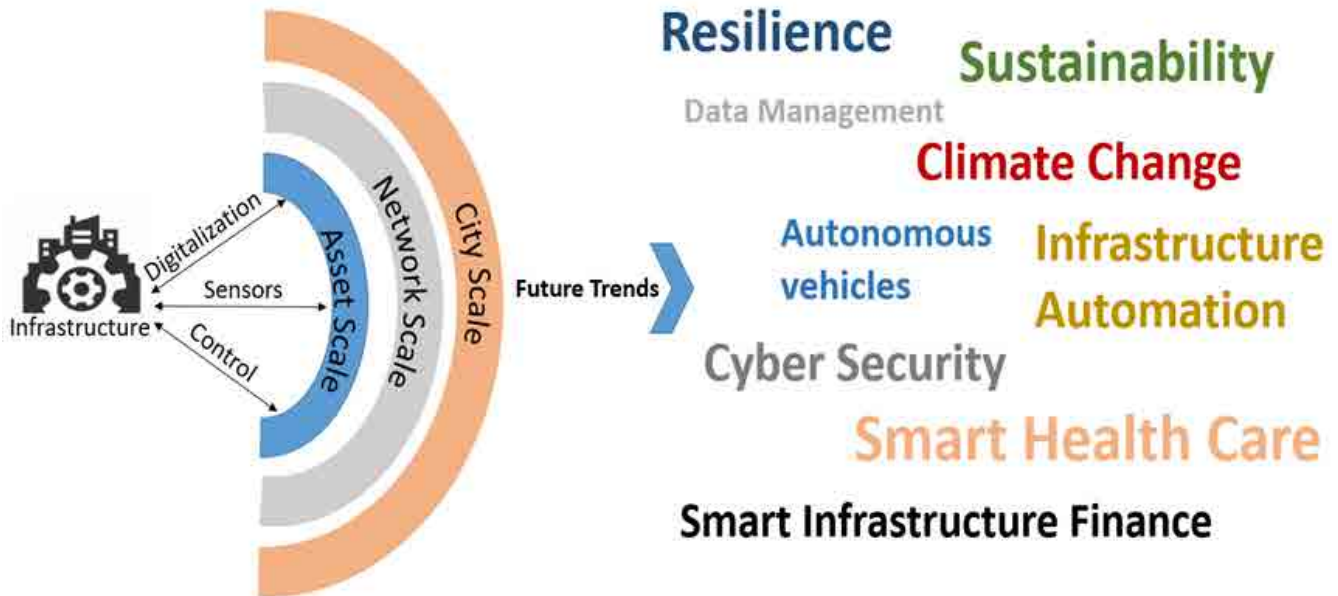 Infrastructure
Digitalization
Sensors
Control
Asset Scale
Network Scale
City Scale
Future Trends
Resilience
Sustainability
Data Management
Climate Change
Autonomous
vehicles
Infrastructure
Automation
Cyber Security
Smart Health Care
Smart Infrastructure Finance